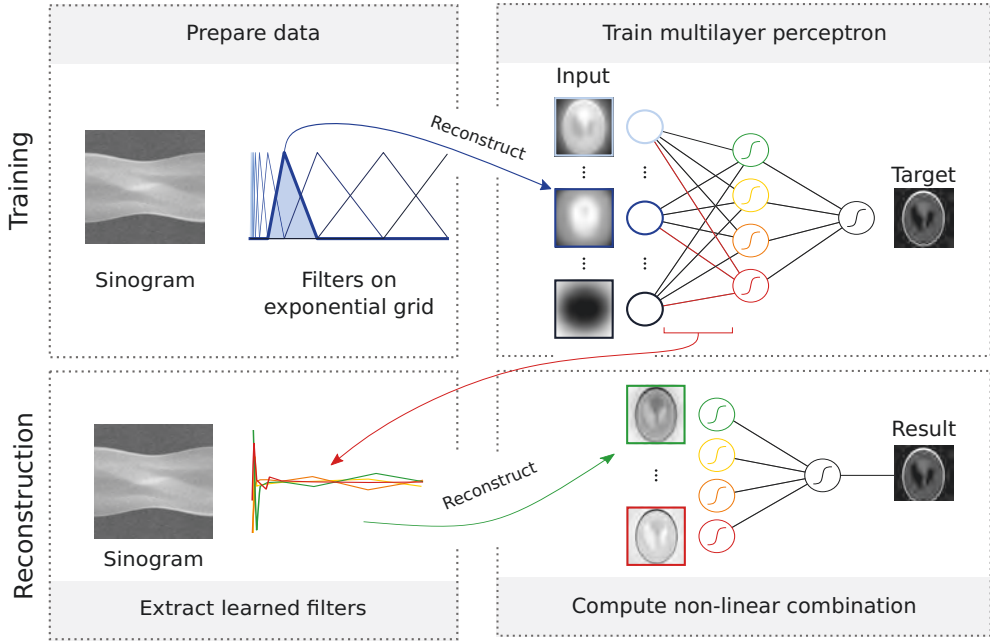 Training
Prepare data
Sinogram
Filters on
exponential grid
Reconstruct
Train multilayer perceptron
Input
Target
Reconstruction
Sinogram
Extract learned filters
Reconstruct
Result
Compute non-linear combination